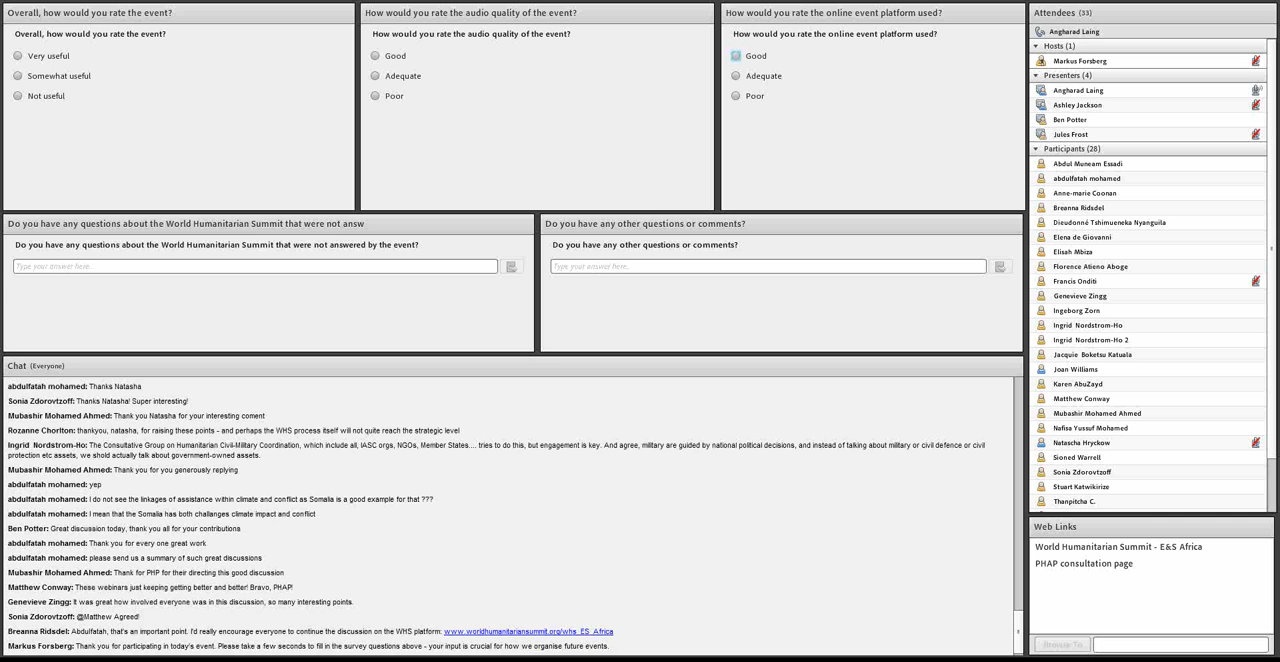 Overall, how would you rate the event?
Overall, how would you rate the event?
Very useful
Somewhat useful
Not useful
How would you rate the audio quality of the event?
How would you rate the audio quality of the event?
Good
Adequate
Poor
How would you rate the online event platform used?
How would you rate the online event platform used?
Good
Adequate
Poor
Do you have any questions about the World Humanitarian Summit that were not answ
Do you have any questions about the World Humanitarian Summit that were not answered by the event?
Type your answer here.
Do you have any other questions or comments?
Do you have any other questions or comments?
Type your answer here..
Chat (Everyone)
abdulfatah mohamed: Thanks Natasha
Sonia Zdorovtzoff: Thanks Natasha! Super interesting!
Mubashir Mohamed Ahmed: Thank you Natasha for your interesting coment
Rozanne Chorlton: thankyou, natasha, for raising these points - and perhaps the WHS process itself will not quite reach the strategic level
Ingrid Nordstrom-Ho: The Consultative Group on Humanitarian Civil-Military Coordination, which include all, IASC orgs, NGOs, Member States.... tries to do this, but engagement is key. And agree, military are guided by national political decisions, and instead of talking about military or civil defence or civil
protection etc assets, we shold actually talk about government-owned assets.
Mubashir Mohamed Ahmed: Thank you for you generously replying
abdulfatah mohamed: yep
abdulfatah mohamed: I do not see the linkages of assistance within climate and conflict as Somalia is a good example for that ???
abdulfatah mohamed: I mean that the Somalia has both challanges climate impact and conflict
Ben Potter: Great discussion today, thank you all for your contributions
abdulfatah mohamed: Thank you for every one great work
abdulfatah mohamed: please send us a summary of such great discussions
Mubashir Mohamed Ahmed: Thank for PHP for their directing this good discussion
Matthew Conway: These webinars just keeping getting better and better! Bravo, PHAP!
Genevieve Zingg: It was great how involved everyone was in this discussion, so many interesting points.
Sonia Zdorovtzoff: @Matthew Agreed!
Breanna Ridsdel: Abdulfatah, that's an important point. I'd really encourage everyone to continue the discussion on the WHS platform: www.worldhumanitariansummit.org/whs_ES_Africa
Markus Forsberg: Thank you for participating in today's event. Please take a few seconds to fill in the survey questions above - your input is crucial for how we organise future events.
Attendees (33)
Angharad Laing
Hosts (1)
Markus Forsberg
Presenters (4)
Angharad Laing
Ashley Jackson
Ben Potter
Jules Frost
Participants (28)
Abdul Muneam Essadi
abdulfatah mohamed
Anne-marie Coonan
Breanna Ridsdel
Dieudonné Tshimueneka Nyanguila
Elena de Giovanni
Elisah Mbiza
Florence Atieno Aboge
Francis Onditi
Genevieve Zingg
Ingeborg Zorn
Ingrid Nordstrom-Ho
Ingrid Nordstrom-Ho 2
Jacquie Boketsu Katuala
Joan Williams
Karen AbuZayd
Matthew Conway
Mubashir Mohamed Ahmed
Nafisa Yussuf Mohamed
Natascha Hryckow
Sioned Warrell
Sonia Zdorovtzoff
Stuart Katwikirize
Thanpitcha C.
Web Links
World Humanitarian Summit - E&S Africa
PHAP consultation page
Browse To